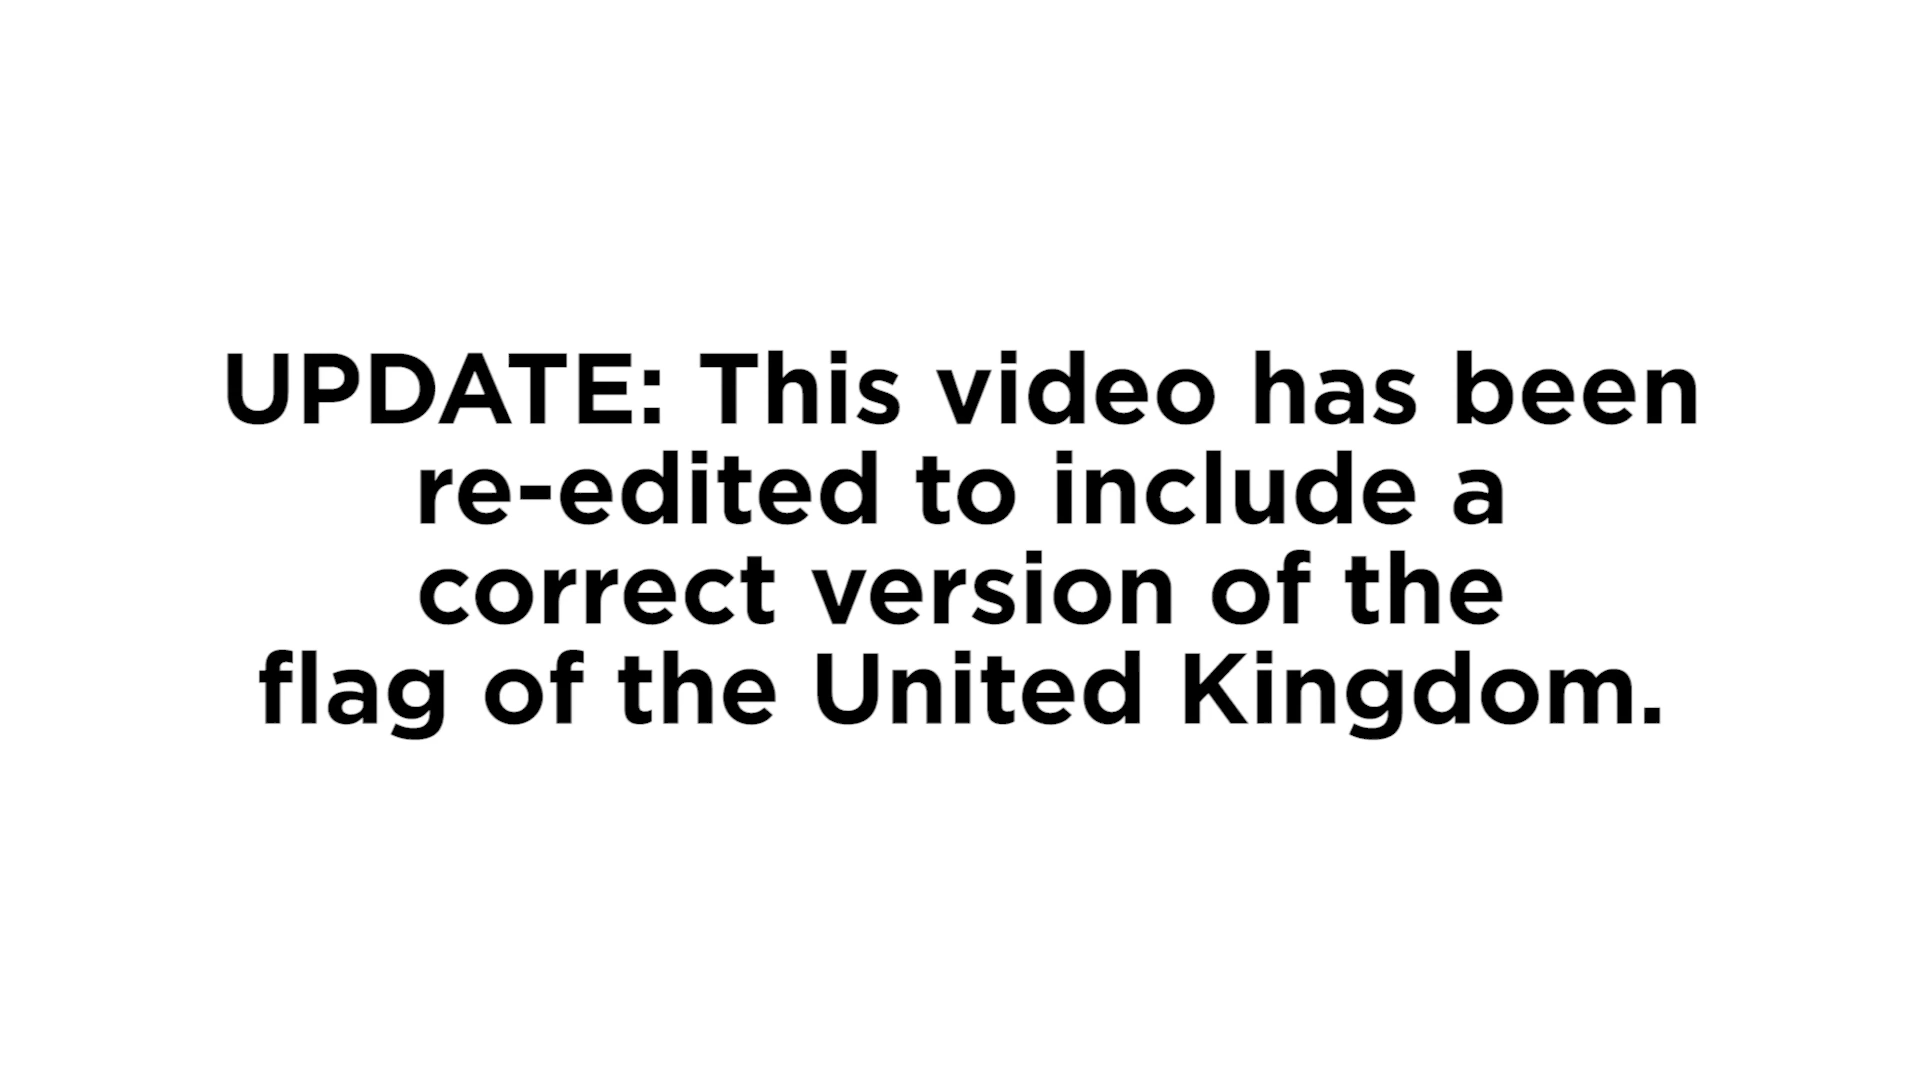 UPDATE: This video has been
re-edited to include a
correct version of the
flag of the United Kingdom.